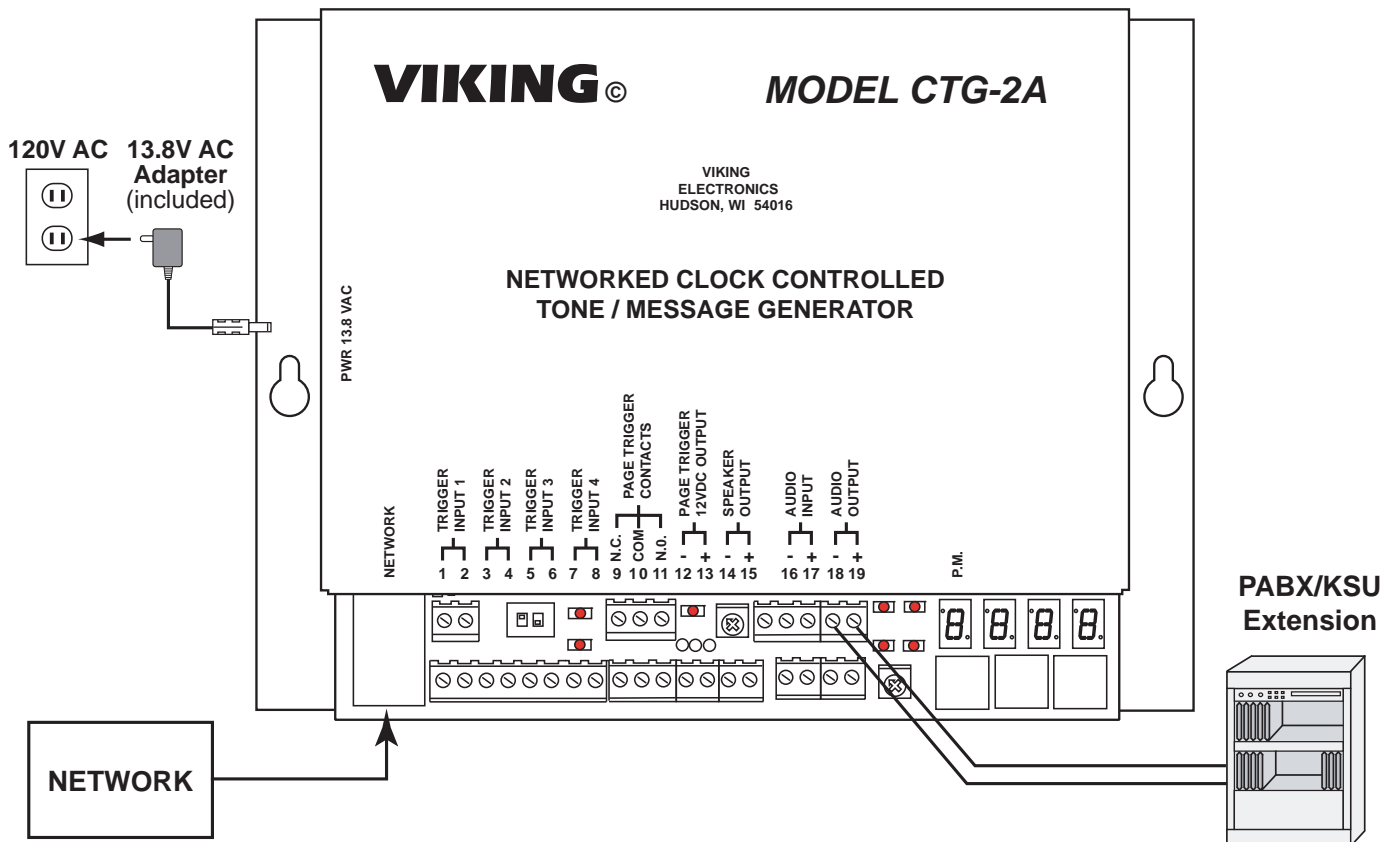 VIKING©
MODEL CTG-2A
120V AC
13.8V AC
Adapter
(included)
VIKING
ELECTRONICS
HUDSON, WI 54016
NETWORKED CLOCK CONTROLLED
TONE / MESSAGE GENERATOR
PWR 13.8 VAC
NETWORK
TRIGGER
INPUT 1
TRIGGER
INPUT 2
TRIGGER
INPUT 3
TRIGGER
INPUT 4
PAGE TRIGGER
CONTACTS
N.C.
COM
N.0.
PAGE TRIGGER
12VDC OUTPUT
SPEAKER
OUTPUT
AUDIO
INPUT
AUDIO
OUTPUT
P.M.
- + - + - + - +
1 2 3 4 5 6 7 8 9 10 11 12 13 14 15 16 17 18 19
8. 8. 8. 8.
PABX/KSU
Extension
NETWORK